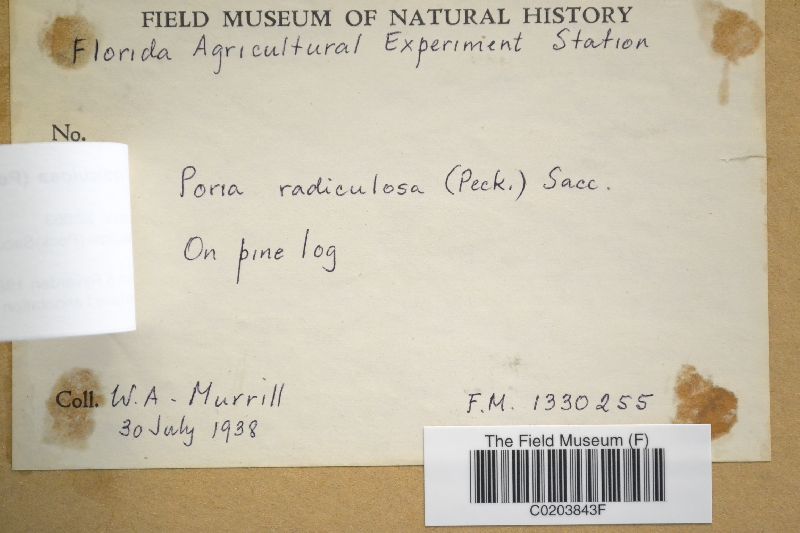 FIELD MUSEUM OF NATURAL HISTORY
Florida Agricultural Experiment Station
No.
Poria radiculosa (Peck.) Sacc.
On pine log
Coll. W.A. Murrill
30 July 1938
F.M. 1330255
The Field Museum (F)
C0203843F